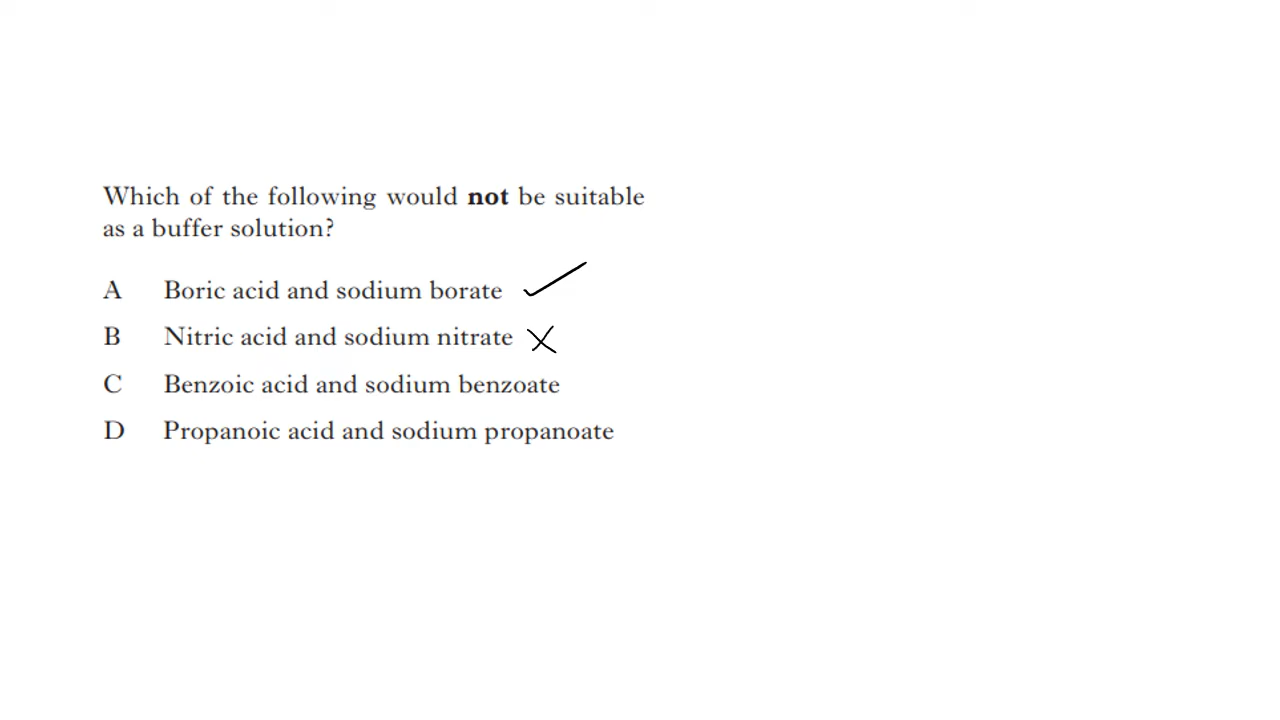 Which of the following would not be suitable
as a buffer solution?
A Boric acid and sodium borate
B Nitric acid and sodium nitrate
C Benzoic acid and sodium benzoate
D Propanoic acid and sodium propanoate